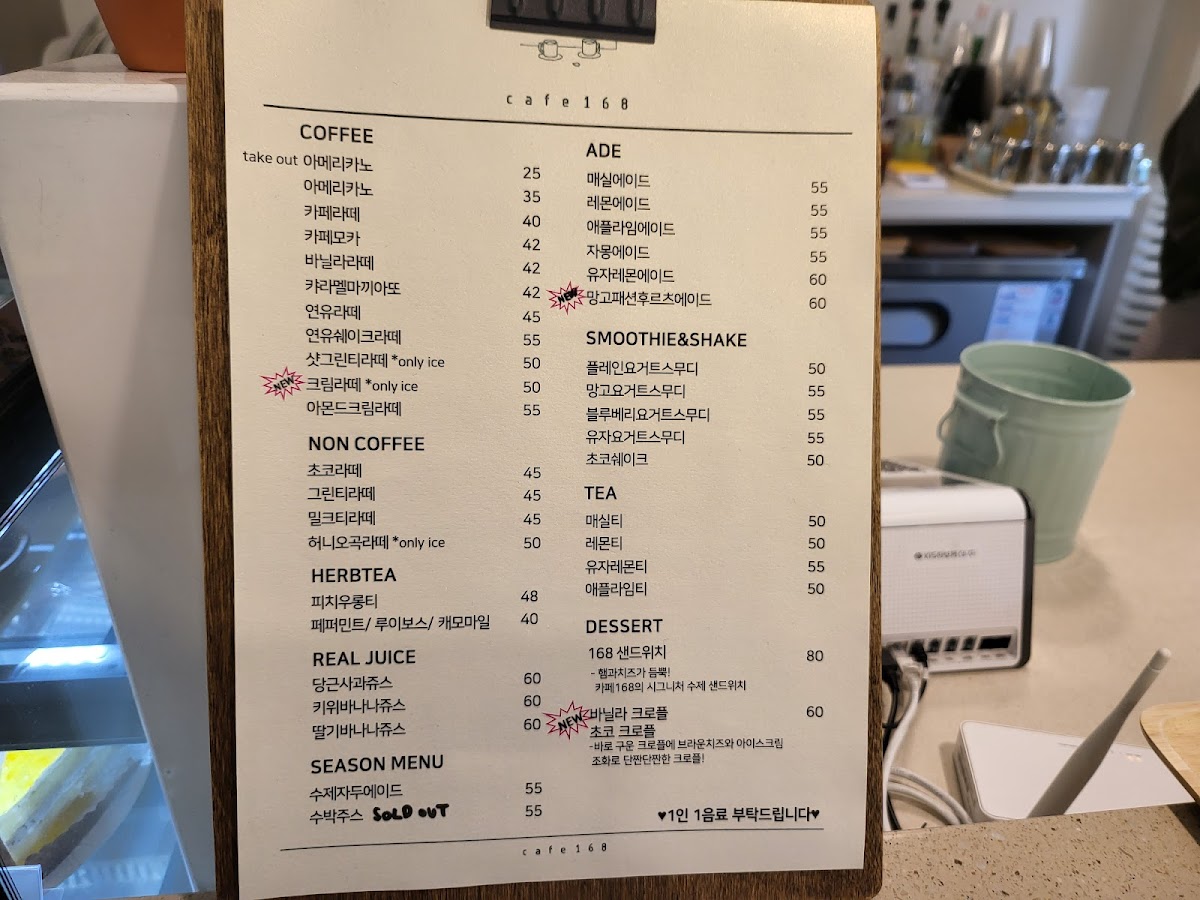 cafe168
COFFEE
take out 아메리카노 25
아메리카노 35
카페라떼 40
카페모카 42
바닐라라떼 42
캬라멜마끼아또 42
연유라떼 45
연유쉐이크라떼 55
샷그린티라떼 *only ice 50
NEW 크림라떼 *only ice 50
아몬드크림라떼 55
NON COFFEE
초코라떼 45
그린티라떼 45
밀크티라떼 45
허니오곡라떼 *only ice 50
HERBTEA
피치우롱티 48
페퍼민트/ 루이보스/ 캐모마일 40
REAL JUICE
당근사과쥬스 60
키위바나나쥬스 60
딸기바나나쥬스 60
SEASON MENU
수제자두에이드 55
수박주스 SOLD OUT 55
ADE
매실에이드 55
레몬에이드 55
애플라임에이드 55
자몽에이드 55
유자레몬에이드 60
NEW 망고패션후르츠에이드 60
SMOOTHIE&SHAKE
플레인요거트스무디 50
망고요거트스무디 55
블루베리요거트스무디 55
유자요거트스무디 55
초코쉐이크 50
TEA
매실티 50
레몬티 50
유자레몬티 55
애플라임티 50
DESSERT
168 샌드위치 80
- 햄과치즈가 듬뿍!
카페168의 시그니처 수제 샌드위치
NEW 바닐라 크로플 60
초코 크로플
-바로 구운 크로플에 브라운치즈와 아이스크림
조화로 단짠단짠한 크로플!
♥1인 1음료 부탁드립니다♥
cafe168